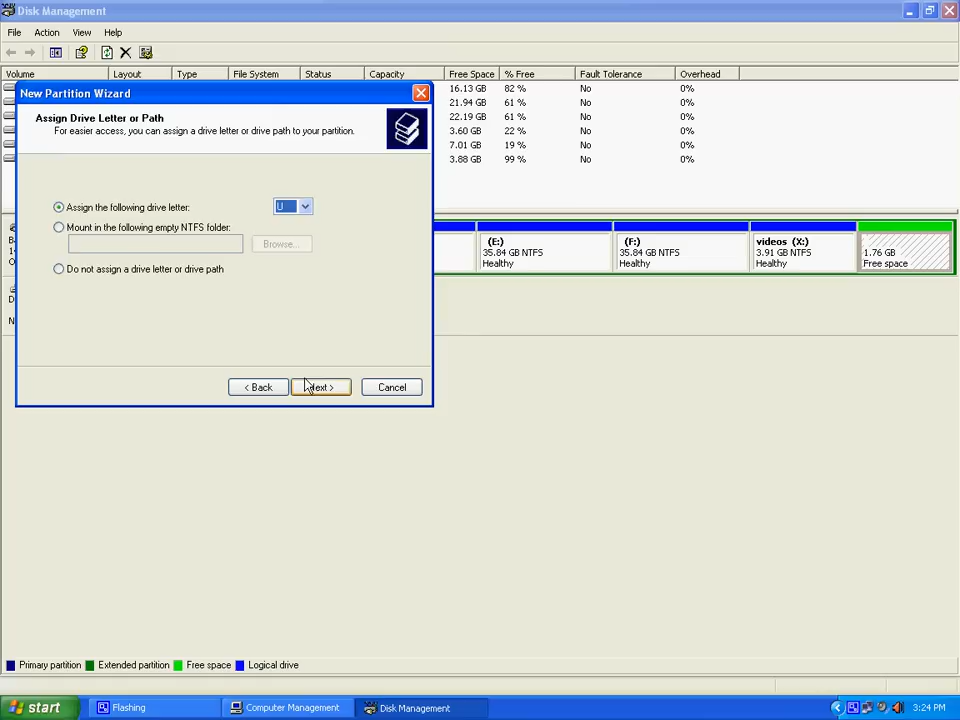 Disk Management
File Action View Help
Volume Layout Type File System Status Capacity Free Space % Free Fault Tolerance Overhead
16.13 GB 82 % No 0%
21.94 GB 61 % No 0%
22.19 GB 61 % No 0%
3.60 GB 22 % No 0%
7.01 GB 19 % No 0%
3.88 GB 99 % No 0%
New Partition Wizard
Assign Drive Letter or Path
For easier access, you can assign a drive letter or drive path to your partition.
Assign the following drive letter: U
Mount in the following empty NTFS folder:
Browse...
Do not assign a drive letter or drive path
< Back Next > Cancel
(E:)
35.84 GB NTFS
Healthy
(F:)
35.84 GB NTFS
Healthy
videos (X:)
3.91 GB NTFS
Healthy
1.76 GB
Free space
Primary partition Extended partition Free space Logical drive
start Flashing Computer Management Disk Management 3:24 PM